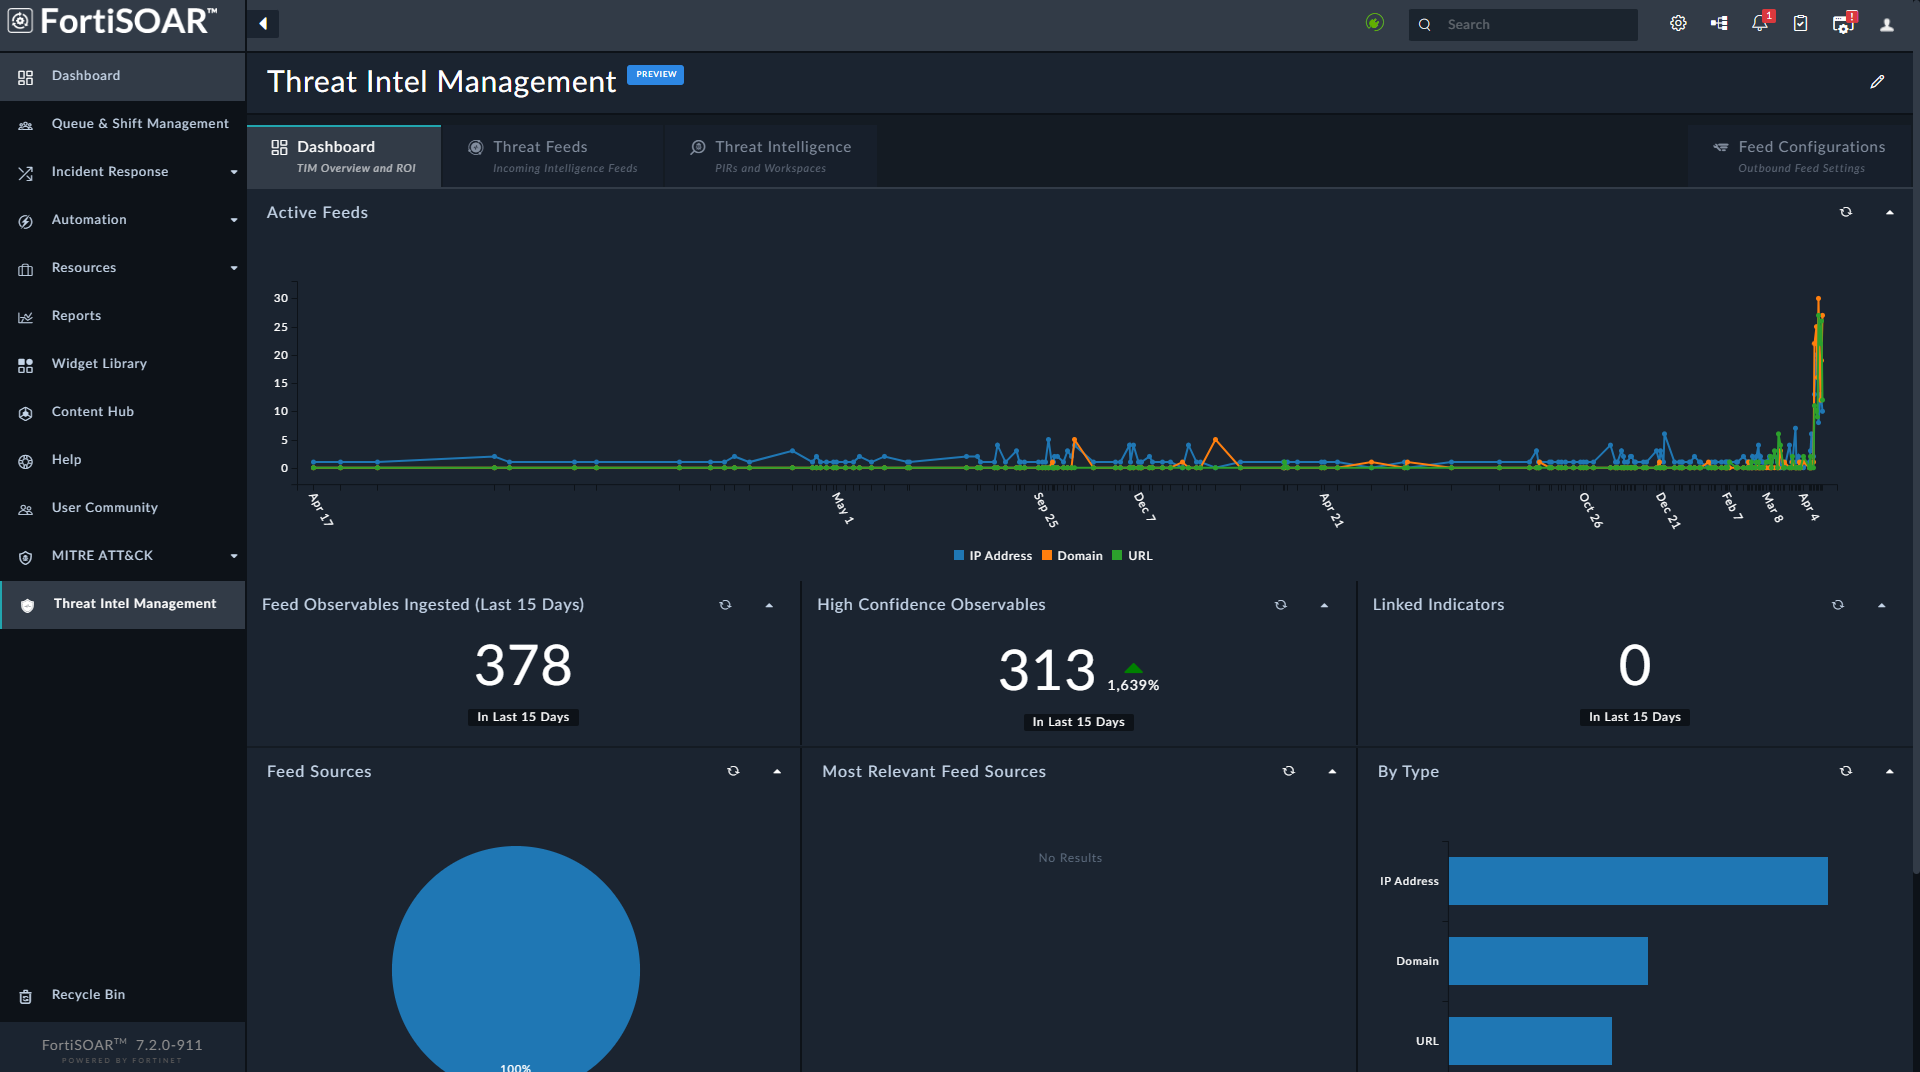 FortiSOAR™
Search
1
!
Dashboard
Queue & Shift Management
Incident Response
Automation
Resources
Reports
Widget Library
Content Hub
Help
User Community
MITRE ATT&CK
Threat Intel Management
Recycle Bin
FortiSOAR™ 7.2.0-911
POWERED BY FORTINET
Threat Intel Management PREVIEW
Dashboard
TIM Overview and ROI
Threat Feeds
Incoming Intelligence Feeds
Threat Intelligence
PIRs and Workspaces
Feed Configurations
Outbound Feed Settings
Active Feeds
30
25
20
15
10
5
0
Apr 17
May 1
Sep 25
Dec 7
Apr 21
Oct 26
Dec 21
Feb 7
Mar 8
Apr 4
IP Address Domain URL
Feed Observables Ingested (Last 15 Days)
378
In Last 15 Days
High Confidence Observables
313
1,639%
In Last 15 Days
Linked Indicators
0
In Last 15 Days
Feed Sources
100%
Most Relevant Feed Sources
No Results
By Type
IP Address
Domain
URL